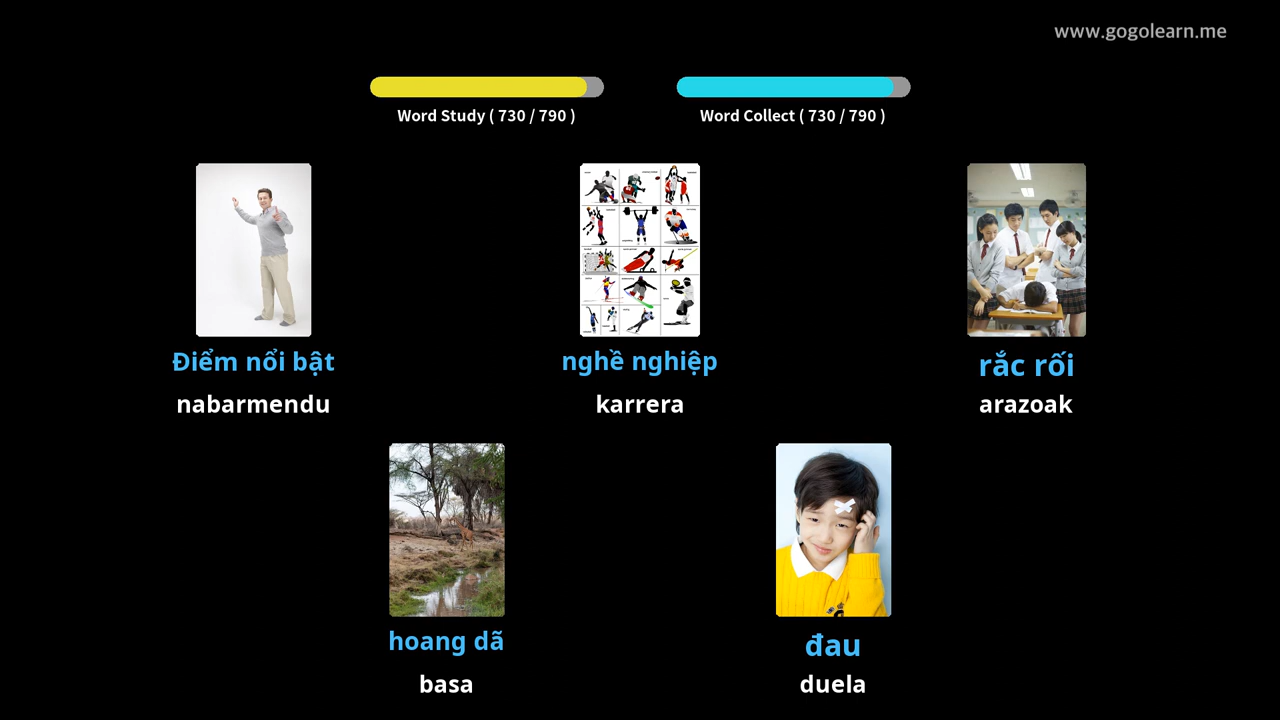 www.gogolearn.me
Word Study ( 730 / 790 )
Word Collect ( 730 / 790 )
Điểm nổi bật
nabarmendu
nghề nghiệp
karrera
rắc rối
arazoak
hoang dã
basa
đau
duela